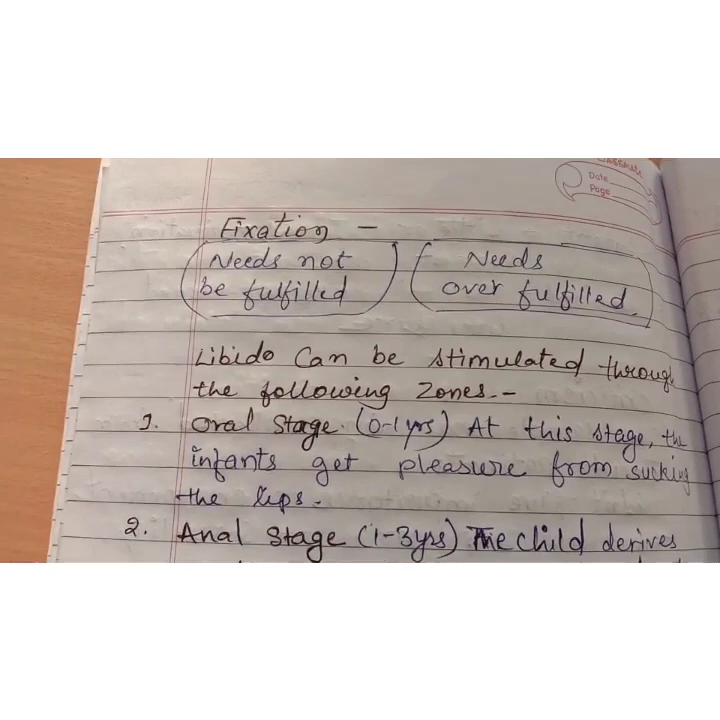 CLASSMATE
Date
Page
Fixation -
Needs not
be fulfilled
Needs
over fulfilled.
Libido Can be stimulated through
the following Zones.-
1. Oral Stage. (0-1yrs) At this stage, the
infants get pleasure from sucking
the lips.
2. Anal Stage (1-3yrs) The child derives